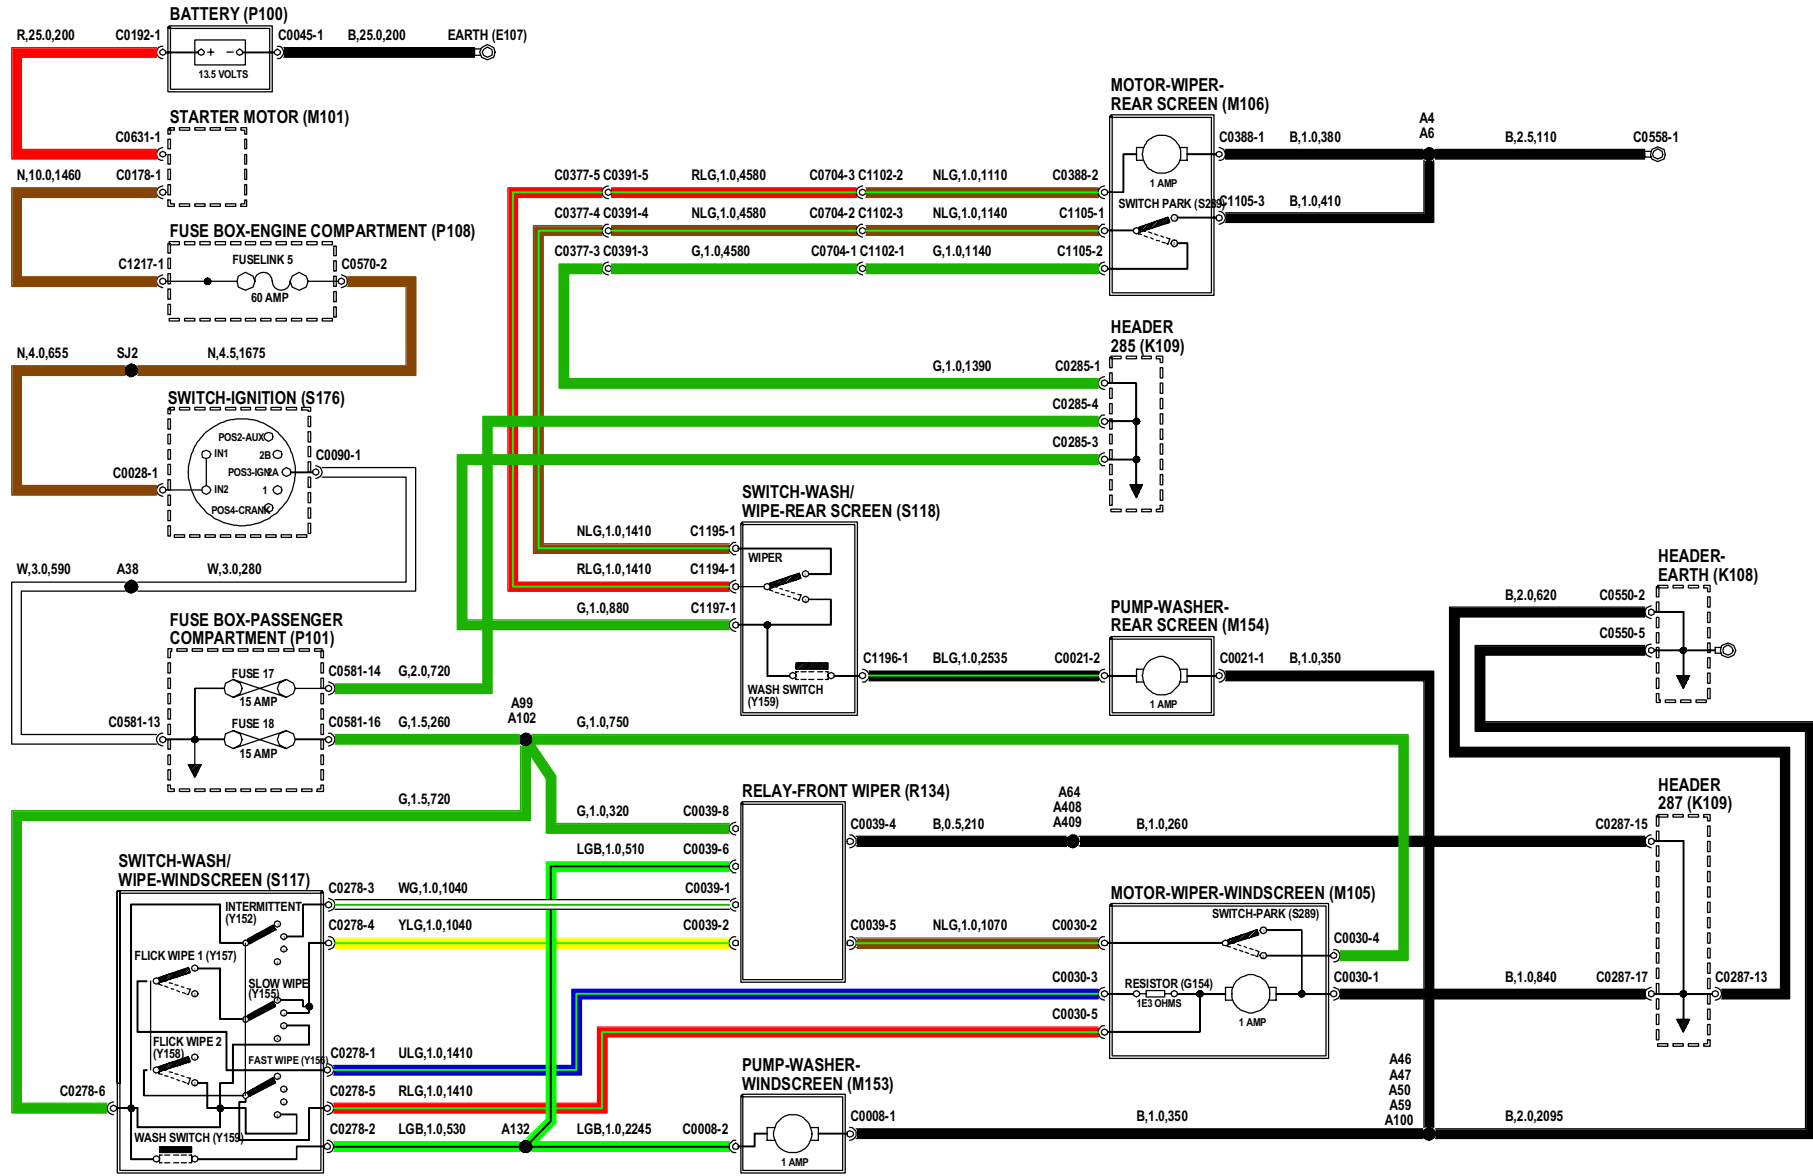 BATTERY (P100)
R,25.0,200
C0192-1
C0045-1
B,25.0,200
EARTH (E107)
+ −
13.5 VOLTS
STARTER MOTOR (M101)
C0631-1
N,10.0,1460
C0178-1
FUSE BOX-ENGINE COMPARTMENT (P108)
FUSELINK 5
C1217-1
C0570-2
60 AMP
N,4.0,655
SJ2
N,4.5,1675
SWITCH-IGNITION (S176)
POS2-AUX
IN1
2B
C0090-1
POS3-IGN
2A
C0028-1
IN2
1
POS4-CRANK
W,3.0,590
A38
W,3.0,280
FUSE BOX-PASSENGER
COMPARTMENT (P101)
FUSE 17
C0581-14
G,2.0,720
15 AMP
C0581-13
FUSE 18
C0581-16
G,1.5,260
15 AMP
A99
A102
G,1.0,750
G,1.5,720
G,1.0,320
C0039-8
MOTOR-WIPER-
REAR SCREEN (M106)
C0388-1
B,1.0,380
A4
A6
B,2.5,110
C0558-1
C0377-5 C0391-5
RLG,1.0,4580
C0704-3 C1102-2
NLG,1.0,1110
C0388-2
1 AMP
SWITCH PARK (S289)
C1105-3
B,1.0,410
C0377-4 C0391-4
NLG,1.0,4580
C0704-2 C1102-3
NLG,1.0,1140
C1105-1
C0377-3 C0391-3
G,1.0,4580
C0704-1 C1102-1
G,1.0,1140
C1105-2
HEADER
285 (K109)
G,1.0,1390
C0285-1
C0285-4
C0285-3
SWITCH-WASH/
WIPE-REAR SCREEN (S118)
NLG,1.0,1410
C1195-1
WIPER
RLG,1.0,1410
C1194-1
G,1.0,880
C1197-1
C1196-1
BLG,1.0,2535
C0021-2
WASH SWITCH
(Y159)
PUMP-WASHER-
REAR SCREEN (M154)
C0021-1
B,1.0,350
1 AMP
HEADER-
EARTH (K108)
B,2.0,620
C0550-2
C0550-5
RELAY-FRONT WIPER (R134)
C0039-4
B,0.5,210
A64
A408
A409
B,1.0,260
C0287-15
HEADER
287 (K109)
LGB,1.0,510
C0039-6
SWITCH-WASH/
WIPE-WINDSCREEN (S117)
C0278-3
WG,1.0,1040
C0039-1
INTERMITTENT
(Y152)
C0278-4
YLG,1.0,1040
C0039-2
C0039-5
NLG,1.0,1070
C0030-2
MOTOR-WIPER-WINDSCREEN (M105)
SWITCH-PARK (S289)
C0030-4
FLICK WIPE 1 (Y157)
SLOW WIPE
(Y155)
C0030-3
RESISTOR (G154)
1E3 OHMS
C0030-1
B,1.0,840
C0287-17
C0287-13
C0030-5
1 AMP
FLICK WIPE 2
(Y158)
FAST WIPE (Y156)
C0278-1
ULG,1.0,1410
C0278-6
C0278-5
RLG,1.0,1410
WASH SWITCH (Y159)
C0278-2
LGB,1.0,530
A132
LGB,1.0,2245
C0008-2
PUMP-WASHER-
WINDSCREEN (M153)
C0008-1
1 AMP
B,1.0,350
A46
A47
A50
A59
A100
B,2.0,2095